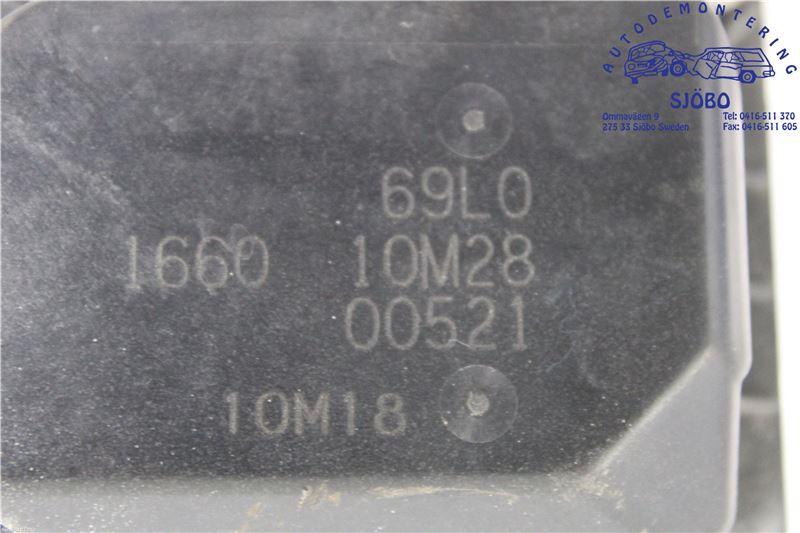 AUTODEMONTERING
SJÖBO
Ommavägen 9 Tel: 0416-511 370
275 33 Sjöbo Sweden Fax: 0416-511 605
69L0
1660 10M28
00521
10M18